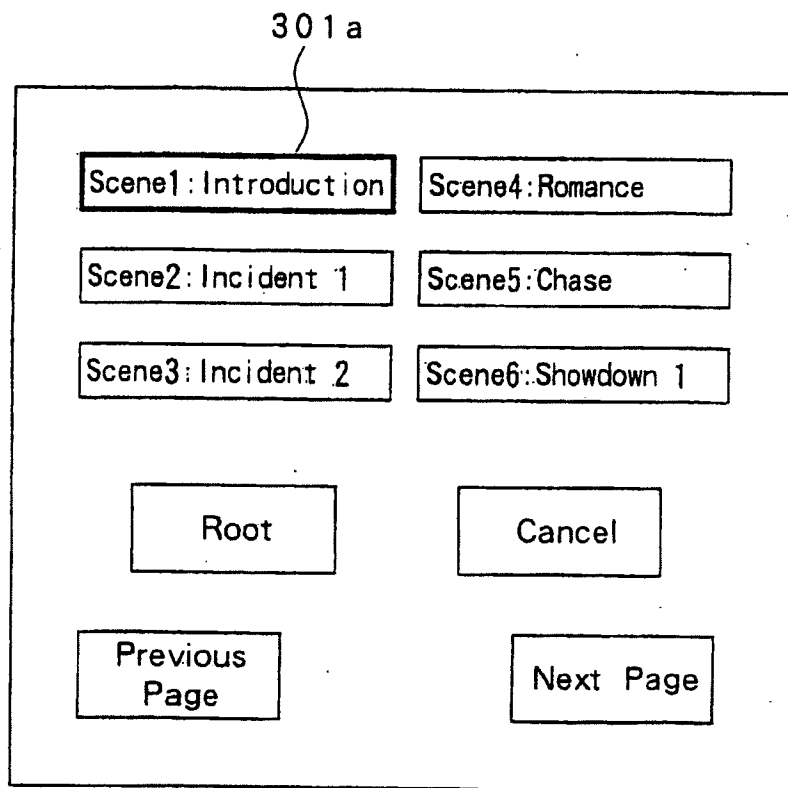 301a
Scene1:Introduction
Scene4:Romance
Scene2:Incident 1
Scene5:Chase
Scene3:Incident 2
Scene6:Showdown 1
Root
Cancel
Previous
Page
Next Page